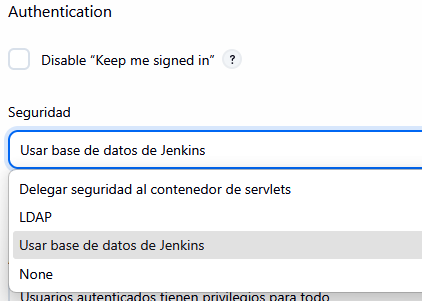 Authentication
Disable “Keep me signed in” ?
Seguridad
Usar base de datos de Jenkins
Delegar seguridad al contenedor de servlets
LDAP
Usar base de datos de Jenkins
None
Usuarios autenticados tienen privilegios para todo